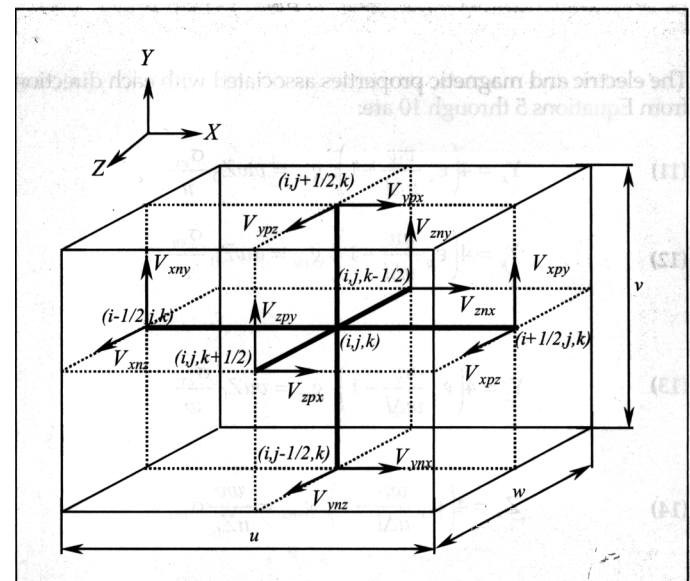 Y
X
Z
(i,j+1/2,k)
V_ypx
V_ypz
V_zny
V_xny
(i,j,k-1/2)
V_xpy
v
(i-1/2,j,k)
V_zpy
V_znx
V_xnz
(i,j,k+1/2)
(i,j,k)
(i+1/2,j,k)
V_zpx
V_xpz
(i,j-1/2,k)
V_ynx
V_ynz
w
u
The electric and magnetic properties associated with each direction
from Equations 5 through 10 are:
(11)
(12)
(13)
(14)